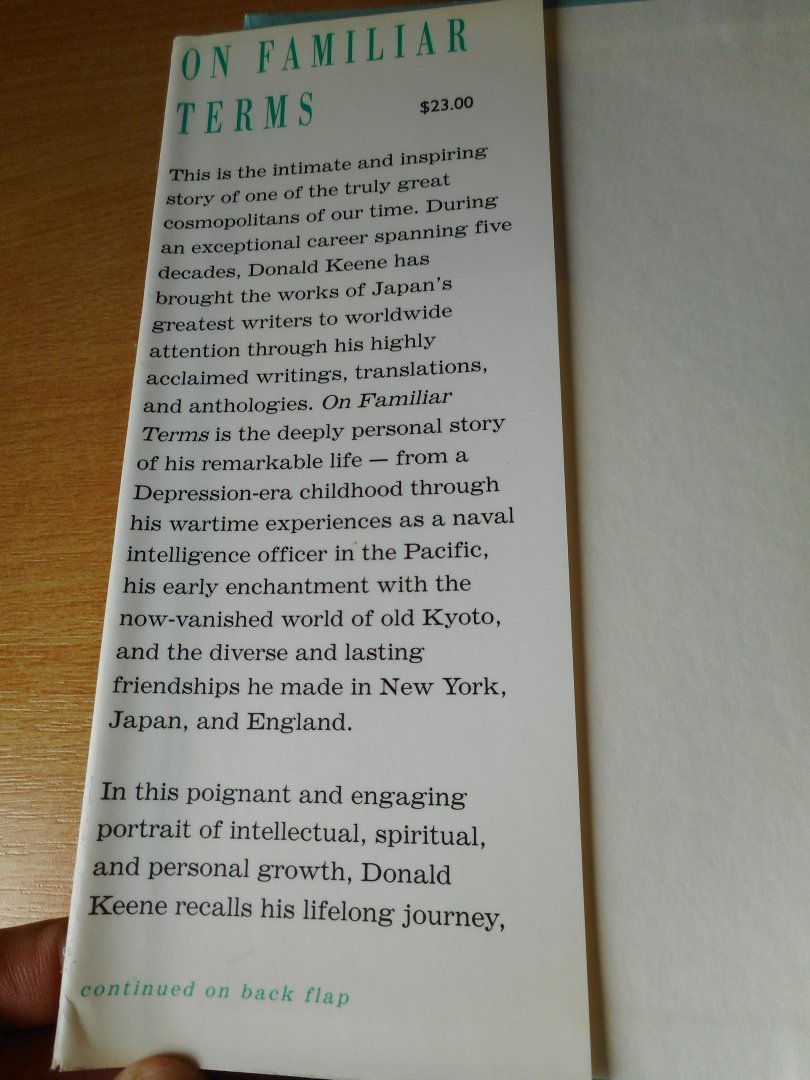 ON FAMILIAR
TERMS
$23.00
This is the intimate and inspiring
story of one of the truly great
cosmopolitans of our time. During
an exceptional career spanning five
decades, Donald Keene has
brought the works of Japan's
greatest writers to worldwide
attention through his highly
acclaimed writings, translations,
and anthologies. On Familiar
Terms is the deeply personal story
of his remarkable life — from a
Depression-era childhood through
his wartime experiences as a naval
intelligence officer in the Pacific,
his early enchantment with the
now-vanished world of old Kyoto,
and the diverse and lasting
friendships he made in New York,
Japan, and England.
In this poignant and engaging
portrait of intellectual, spiritual,
and personal growth, Donald
Keene recalls his lifelong journey,
continued on back flap